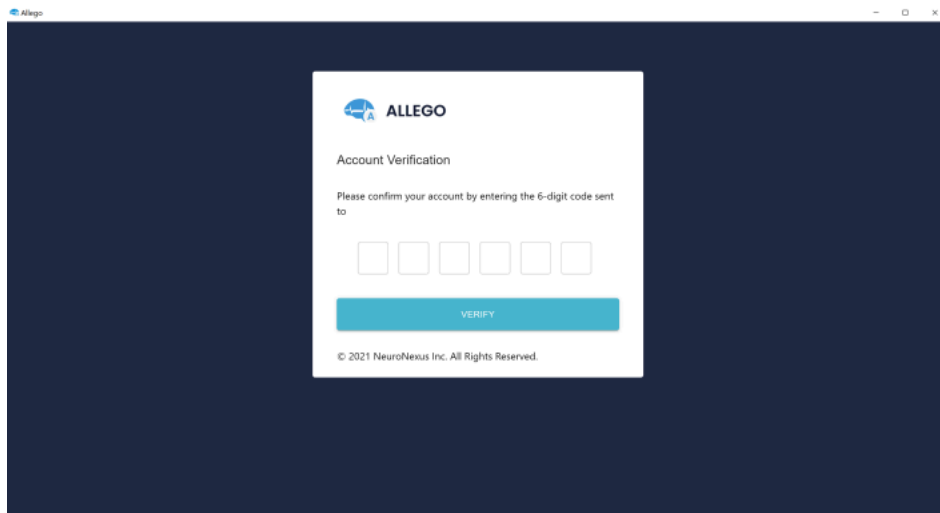 Allego
A
ALLEGO
Account Verification
Please confirm your account by entering the 6-digit code sent
to
VERIFY
© 2021 NeuroNexus Inc. All Rights Reserved.